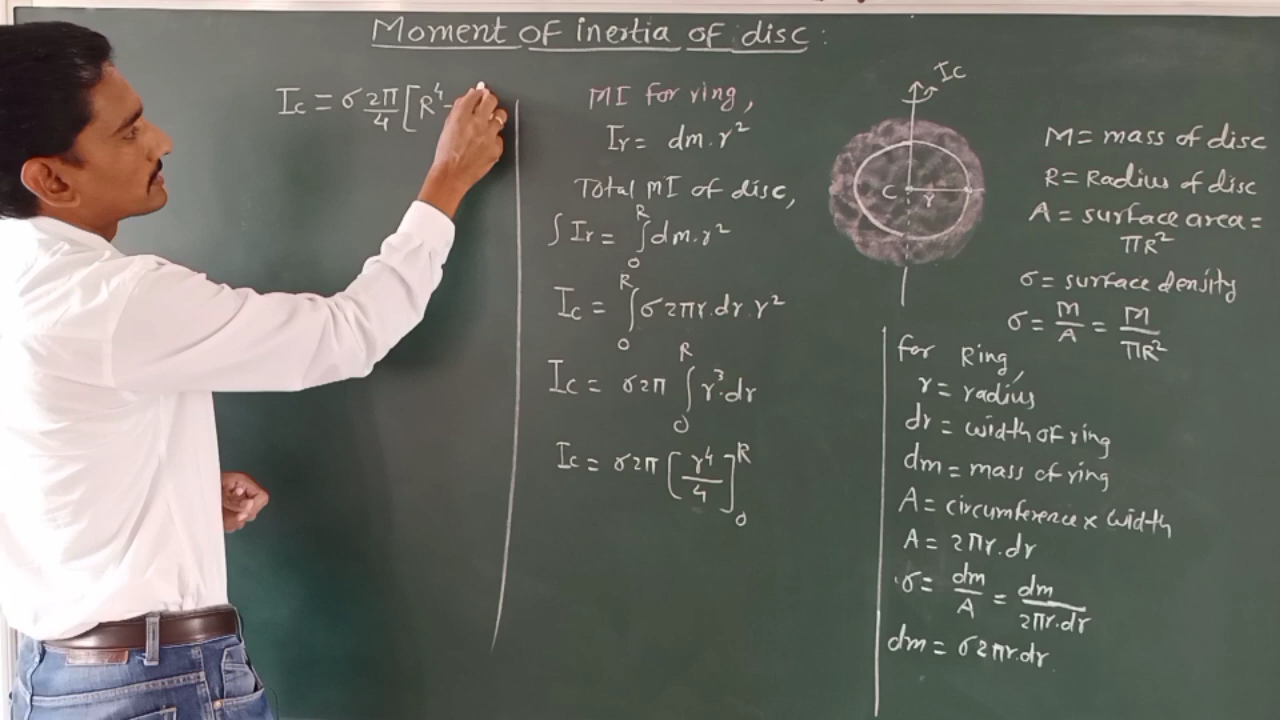 Moment of inertia of disc :
Ic = σ 2π/4 [R⁴ -
MI for ring,
Ir = dm.r²
Total MI of disc,
∫ Ir = ∫₀ᴿ dm.r²
Ic = ∫₀ᴿ σ2πr.dr.r²
Ic = σ2π ∫₀ᴿ r³.dr
Ic = σ2π [r⁴/4]₀ᴿ
Ic
C r
M = mass of disc
R = Radius of disc
A = surface area =
πR²
σ = surface density
σ = M/A = M/πR²
for Ring,
r = radius
dr = width of ring
dm = mass of ring
A = circumference × width
A = 2πr.dr
σ = dm/A = dm/2πr.dr
dm = σ2πr.dr